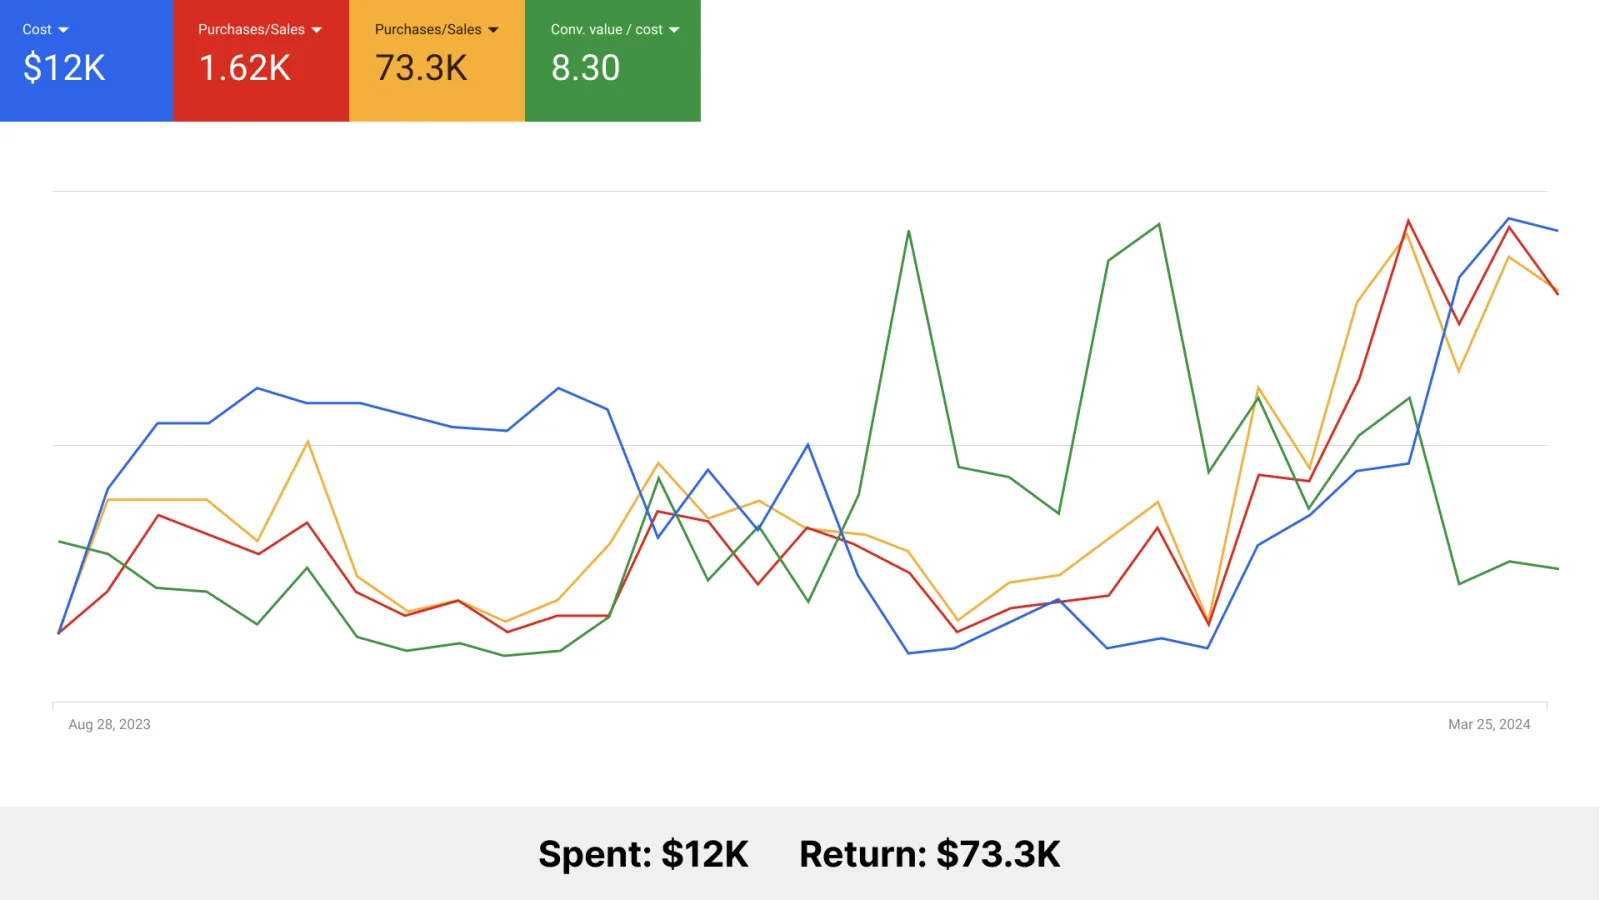 Cost
$12K
Purchases/Sales
1.62K
Purchases/Sales
73.3K
Conv. value / cost
8.30
Aug 28, 2023
Mar 25, 2024
Spent: $12K Return: $73.3K